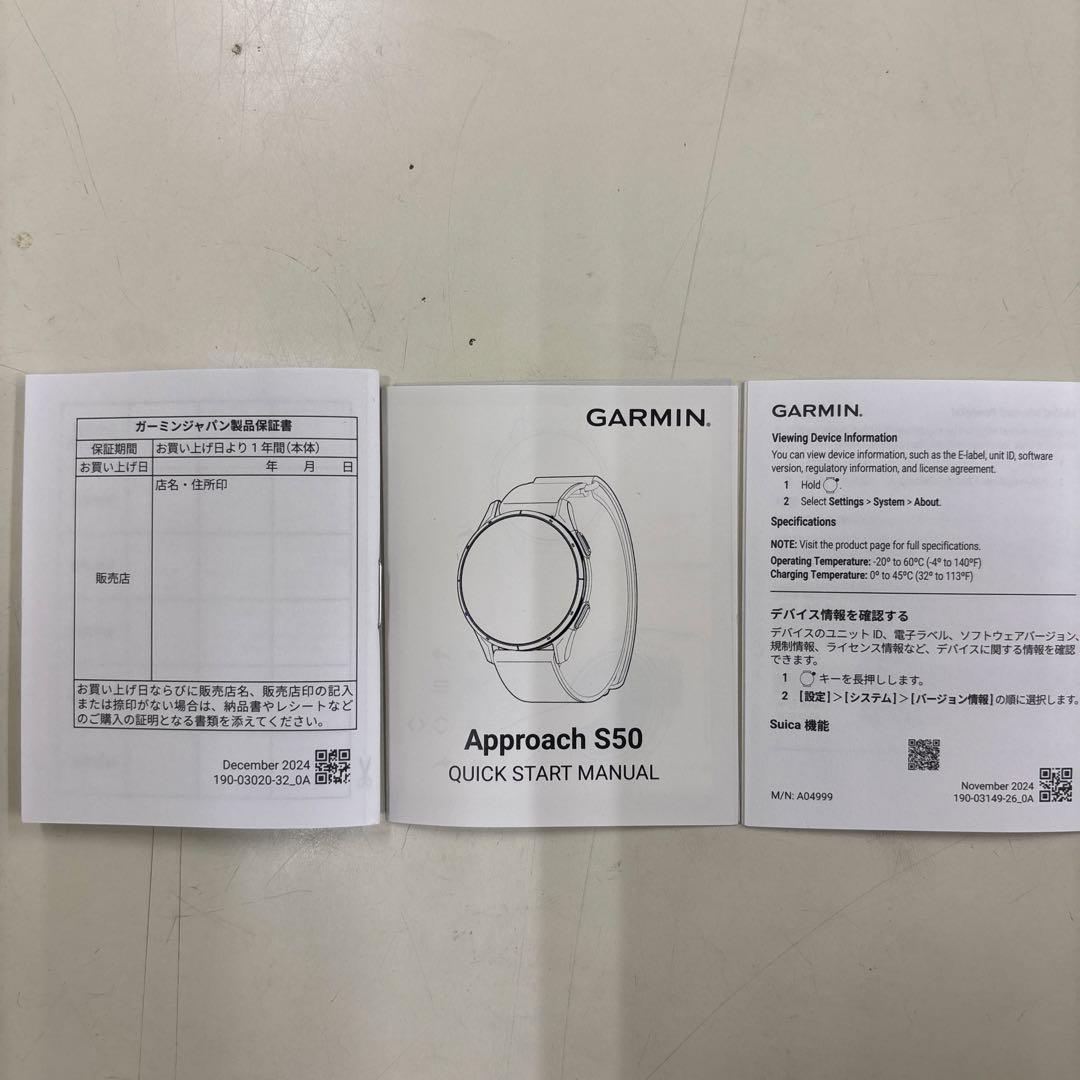 ガーミンジャパン製品保証書
保証期間 お買い上げ日より1年間(本体)
お買い上げ日 年 月 日
販売店 店名・住所印
お買い上げ日ならびに販売店名、販売店印の記入
または捺印がない場合は、納品書やレシートなど
のご購入の証明となる書類を添えてください。
December 2024
190-03020-32_0A
GARMIN.
Approach S50
QUICK START MANUAL
GARMIN.
Viewing Device Information
You can view device information, such as the E-label, unit ID, software
version, regulatory information, and license agreement.
1 Hold .
2 Select Settings > System > About.
Specifications
NOTE: Visit the product page for full specifications.
Operating Temperature: -20º to 60ºC (-4º to 140ºF)
Charging Temperature: 0º to 45ºC (32º to 113ºF)
デバイス情報を確認する
デバイスのユニット ID、電子ラベル、ソフトウェアバージョン、
規制情報、ライセンス情報など、デバイスに関する情報を確認
できます。
1 キーを長押しします。
2 [設定]>[システム]>[バージョン情報]の順に選択します。
Suica 機能
M/N: A04999
November 2024
190-03149-26_0A